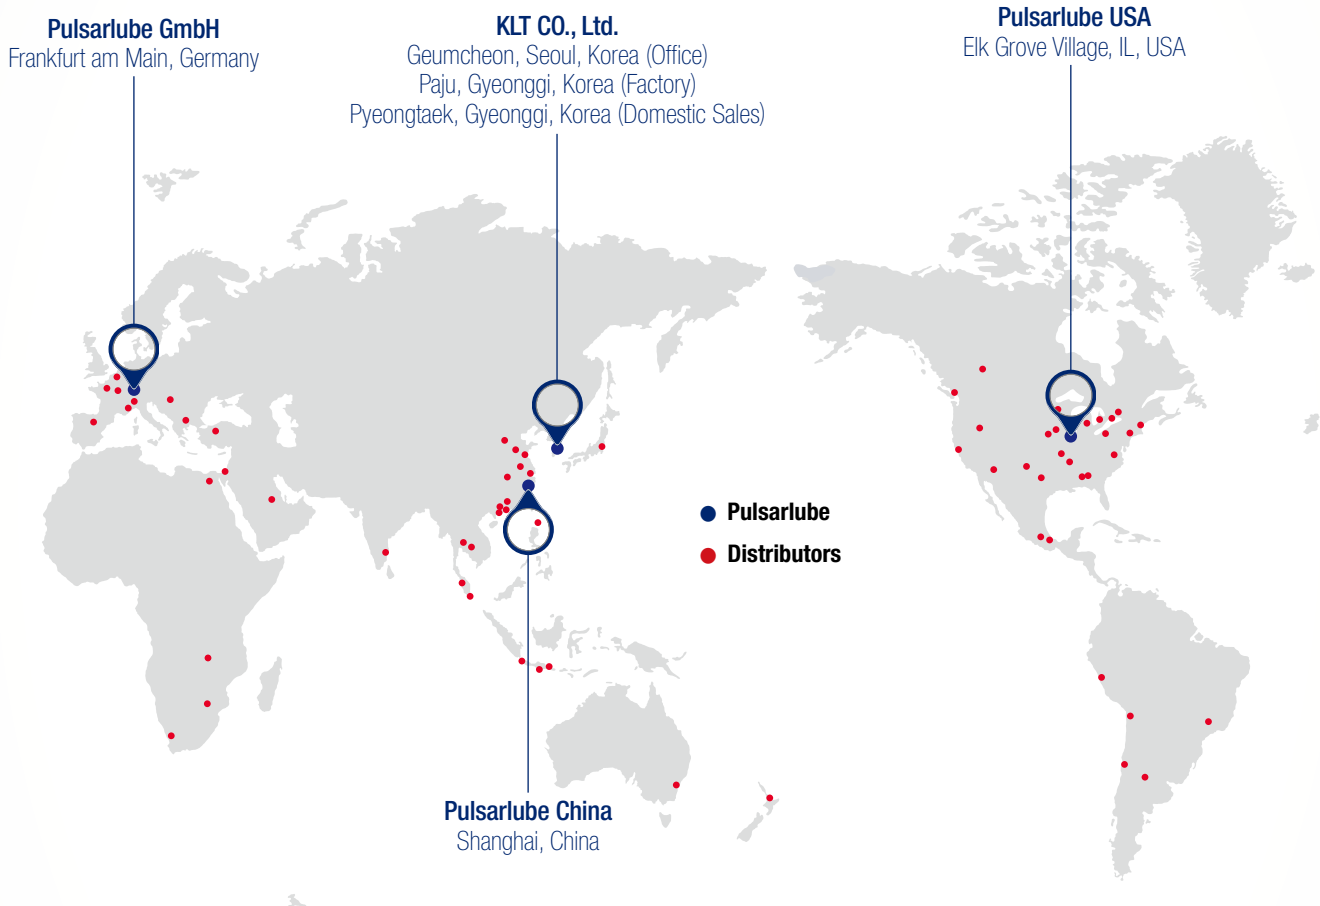 Pulsarlube GmbH
Frankfurt am Main, Germany
KLT CO., Ltd.
Geumcheon, Seoul, Korea (Office)
Paju, Gyeonggi, Korea (Factory)
Pyeongtaek, Gyeonggi, Korea (Domestic Sales)
Pulsarlube USA
Elk Grove Village, IL, USA
Pulsarlube
Distributors
Pulsarlube China
Shanghai, China